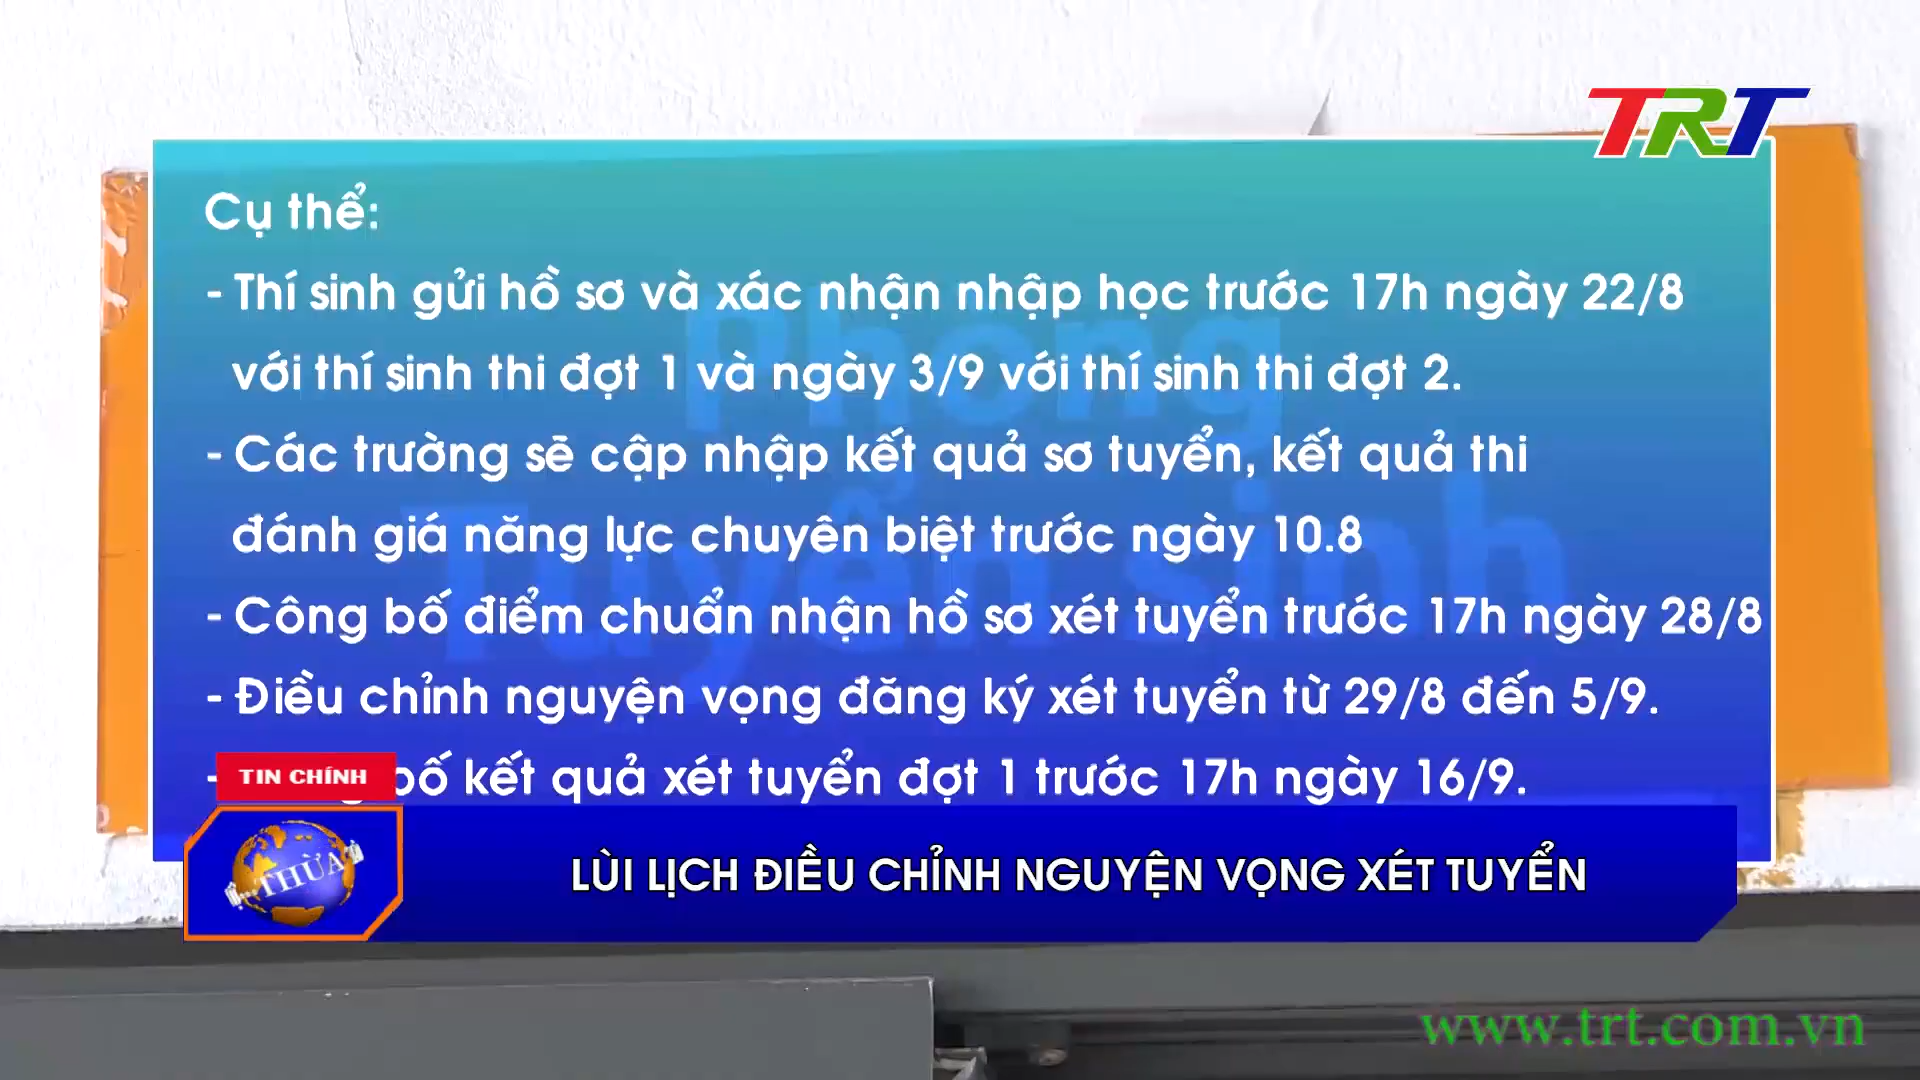 TRT
Cụ thể:
- Thí sinh gửi hồ sơ và xác nhận nhập học trước 17h ngày 22/8
với thí sinh thi đợt 1 và ngày 3/9 với thí sinh thi đợt 2.
- Các trường sẽ cập nhập kết quả sơ tuyển, kết quả thi
đánh giá năng lực chuyên biệt trước ngày 10.8
- Công bố điểm chuẩn nhận hồ sơ xét tuyển trước 17h ngày 28/8
- Điều chỉnh nguyện vọng đăng ký xét tuyển từ 29/8 đến 5/9.
- bố kết quả xét tuyển đợt 1 trước 17h ngày 16/9.
Phòng
Tuyển sinh
TIN CHÍNH
THỪA
LÙI LỊCH ĐIỀU CHỈNH NGUYỆN VỌNG XÉT TUYỂN
www.trt.com.vn